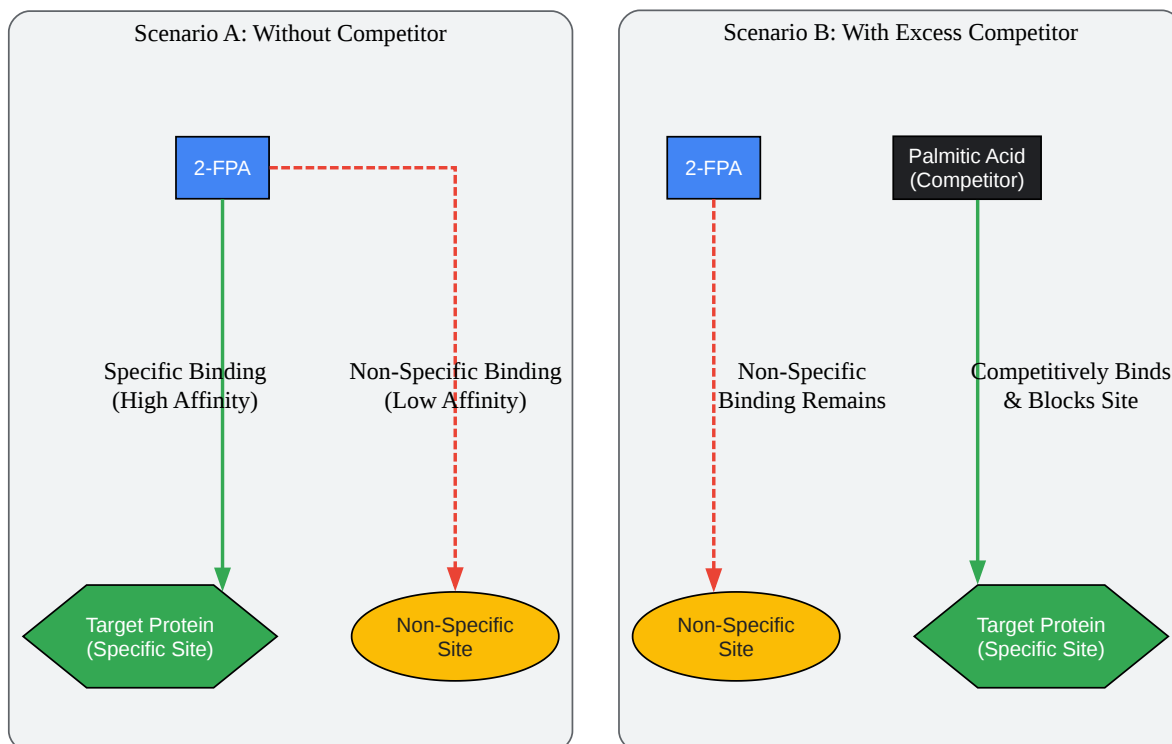 Scenario A: Without Competitor
2-FPA
Specific Binding
(High Affinity)
Non-Specific Binding
(Low Affinity)
Target Protein
(Specific Site)
Non-Specific
Site
Scenario B: With Excess Competitor
2-FPA
Palmitic Acid
(Competitor)
Non-Specific
Binding Remains
Competitively Binds
& Blocks Site
Non-Specific
Site
Target Protein
(Specific Site)